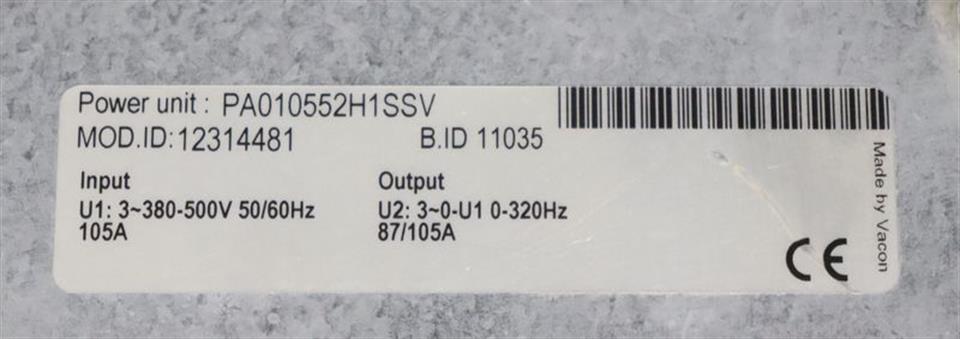 Power unit : PA010552H1SSV
MOD.ID:12314481 B.ID 11035
Input Output
U1: 3~380-500V 50/60Hz U2: 3~0-U1 0-320Hz
105A 87/105A
Made by Vacon
CE